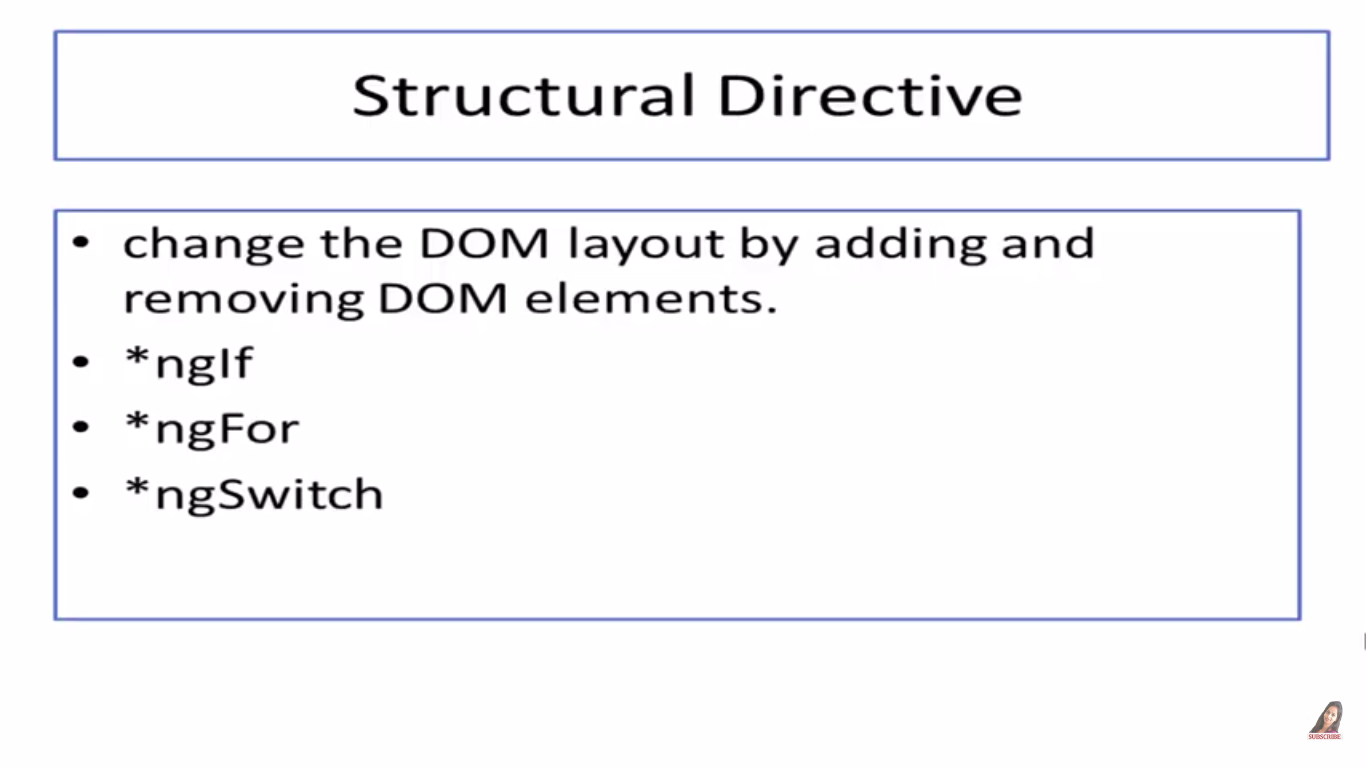 Structural Directive
• change the DOM layout by adding and
removing DOM elements.
• *ngIf
• *ngFor
• *ngSwitch
SUBSCRIBE